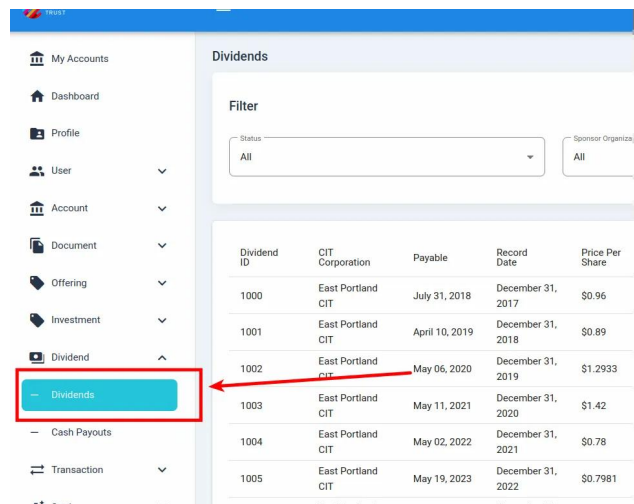 TRUST
My Accounts
Dashboard
Profile
User
Account
Document
Offering
Investment
Dividend
Dividends
Cash Payouts
Transaction
Dividends
Filter
Status
All
Sponsor Organiza
All
Dividend ID
CIT Corporation
Payable
Record Date
Price Per Share
1000 East Portland CIT July 31, 2018 December 31, 2017 $0.96
1001 East Portland CIT April 10, 2019 December 31, 2018 $0.89
1002 East Portland CIT May 06, 2020 December 31, 2019 $1.2933
1003 East Portland CIT May 11, 2021 December 31, 2020 $1.42
1004 East Portland CIT May 02, 2022 December 31, 2021 $0.78
1005 East Portland CIT May 19, 2023 December 31, 2022 $0.7981